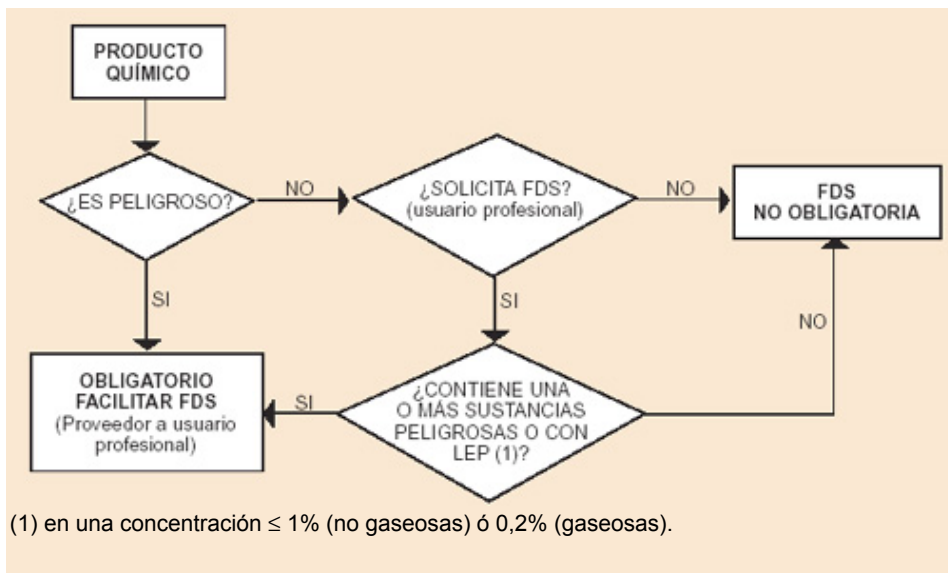 PRODUCTO
QUÍMICO
¿ES PELIGROSO?
NO
¿SOLICITA FDS?
(usuario profesional)
NO
FDS
NO OBLIGATORIA
SI
SI
NO
OBLIGATORIO
FACILITAR FDS
(Proveedor a usuario
profesional)
SI
¿CONTIENE UNA
O MÁS SUSTANCIAS
PELIGROSAS O CON
LEP (1)?
(1) en una concentración ≤ 1% (no gaseosas) ó 0,2% (gaseosas).